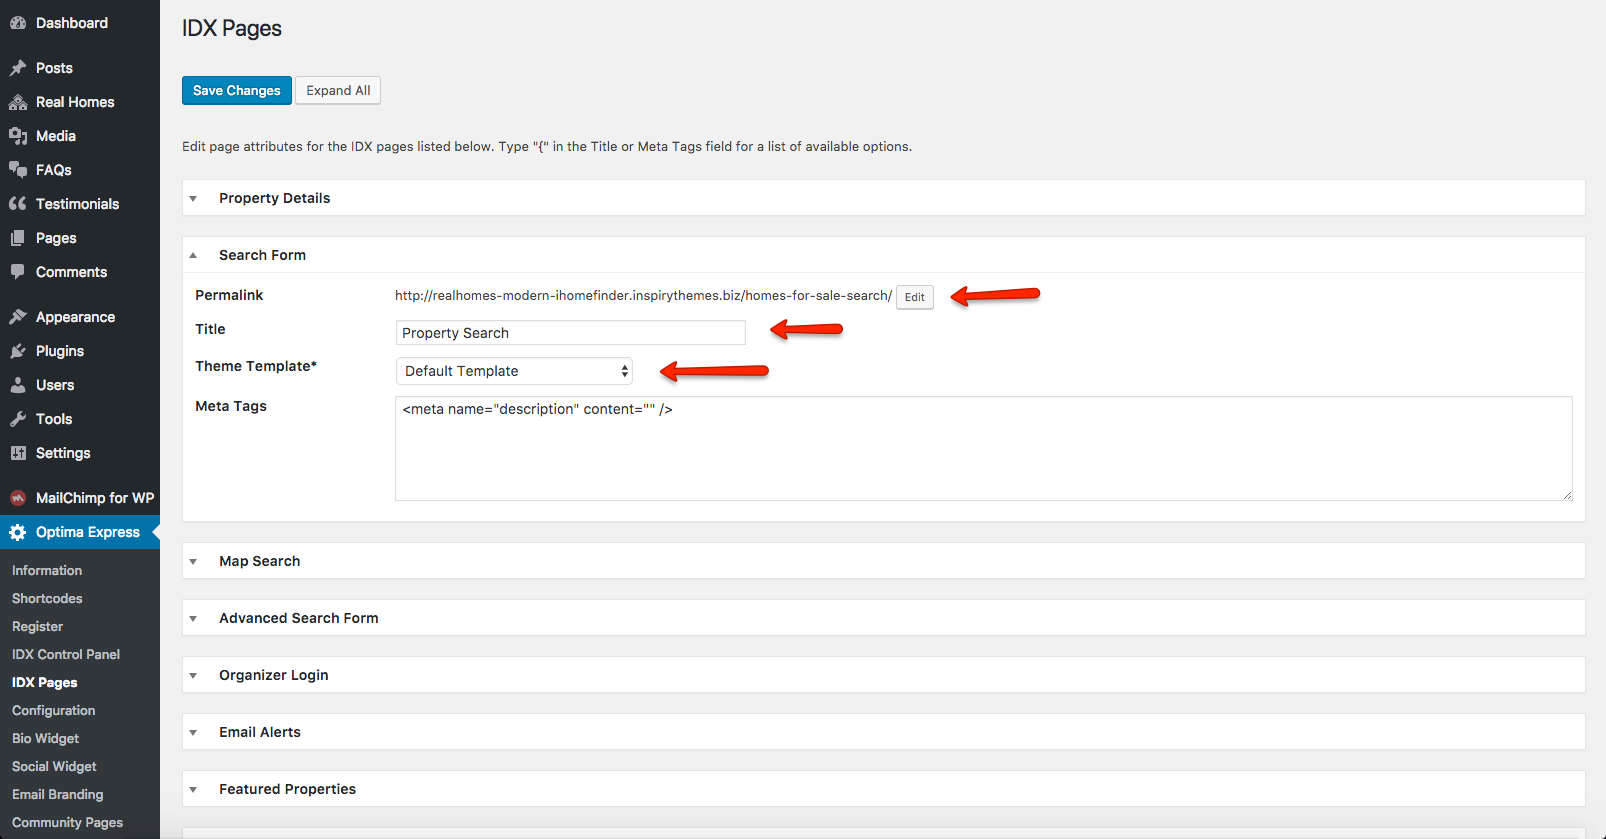 Dashboard
Posts
Real Homes
Media
FAQs
Testimonials
Pages
Comments
Appearance
Plugins
Users
Tools
Settings
MailChimp for WP
Optima Express
Information
Shortcodes
Register
IDX Control Panel
IDX Pages
Configuration
Bio Widget
Social Widget
Email Branding
Community Pages
IDX Pages
Save Changes Expand All
Edit page attributes for the IDX pages listed below. Type "{" in the Title or Meta Tags field for a list of available options.
Property Details
Search Form
Permalink http://realhomes-modern-ihomefinder.inspirythemes.biz/homes-for-sale-search/ Edit
Title Property Search
Theme Template* Default Template
Meta Tags <meta name="description" content="" />
Map Search
Advanced Search Form
Organizer Login
Email Alerts
Featured Properties